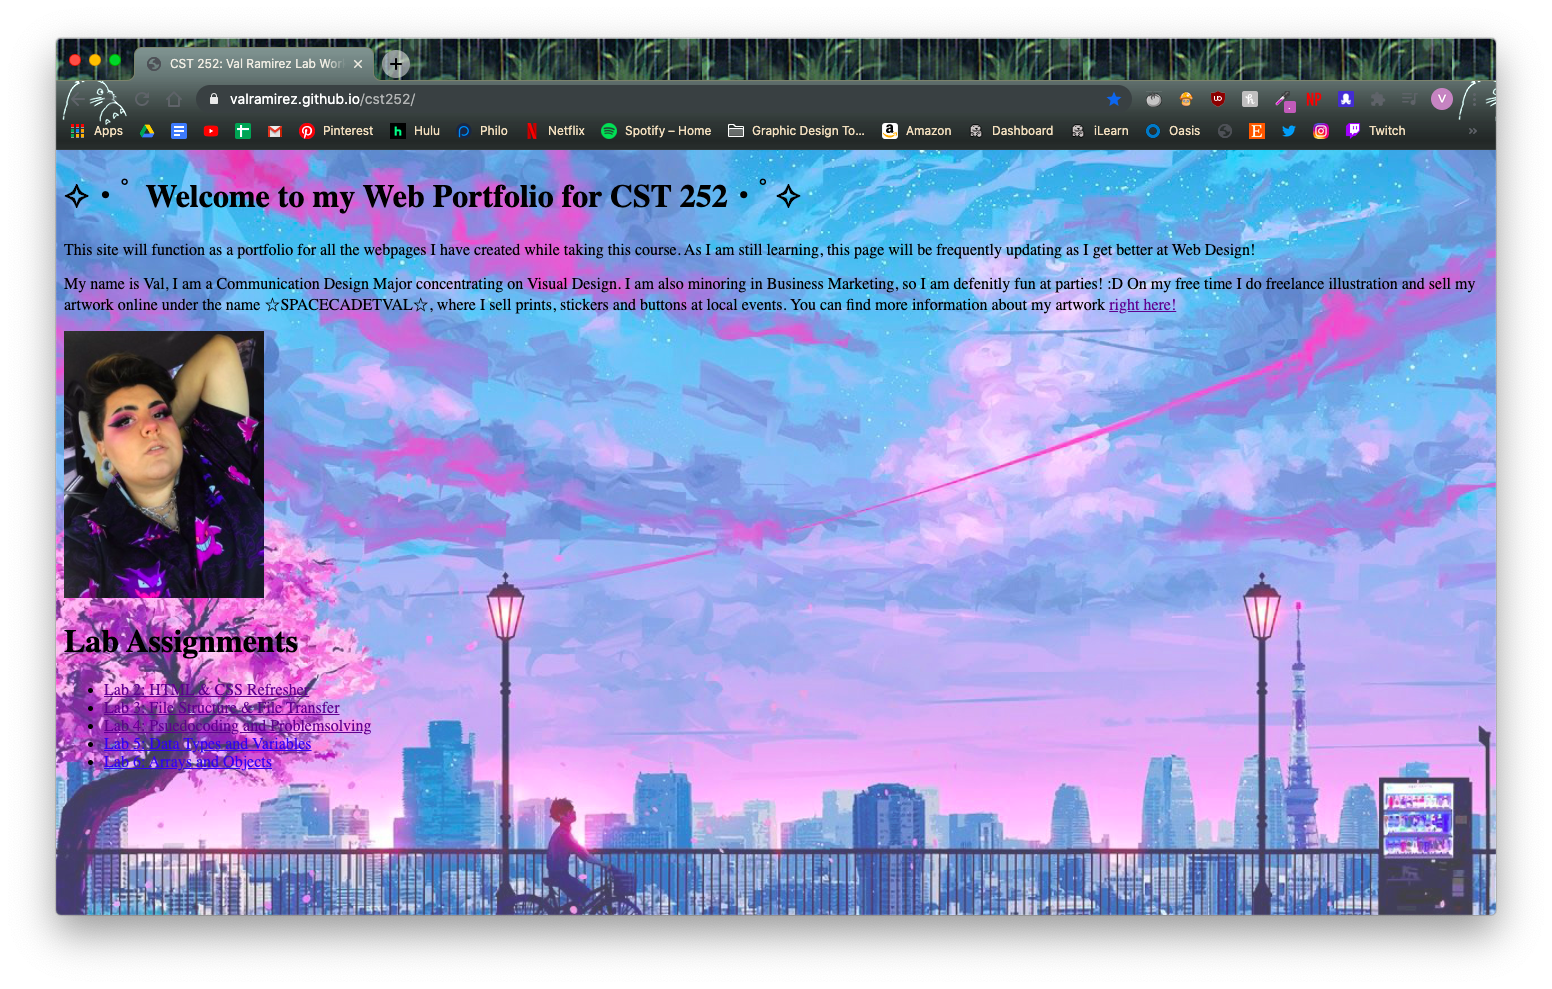 CST 252: Val Ramirez Lab Wor
valramirez.github.io/cst252/
Apps Pinterest Hulu Philo Netflix Spotify – Home Graphic Design To... Amazon Dashboard iLearn Oasis Twitch »
✧・ﾟ Welcome to my Web Portfolio for CST 252・ﾟ✧
This site will function as a portfolio for all the webpages I have created while taking this course. As I am still learning, this page will be frequently updating as I get better at Web Design!
My name is Val, I am a Communication Design Major concentrating on Visual Design. I am also minoring in Business Marketing, so I am defenitly fun at parties! :D On my free time I do freelance illustration and sell my
artwork online under the name ☆SPACECADETVAL☆, where I sell prints, stickers and buttons at local events. You can find more information about my artwork right here!
Lab Assignments
• Lab 2: HTML & CSS Refresher
• Lab 3: File Structure & File Transfer
• Lab 4: Psuedocoding and Problemsolving
• Lab 5: Data Types and Variables
• Lab 6: Arrays and Objects